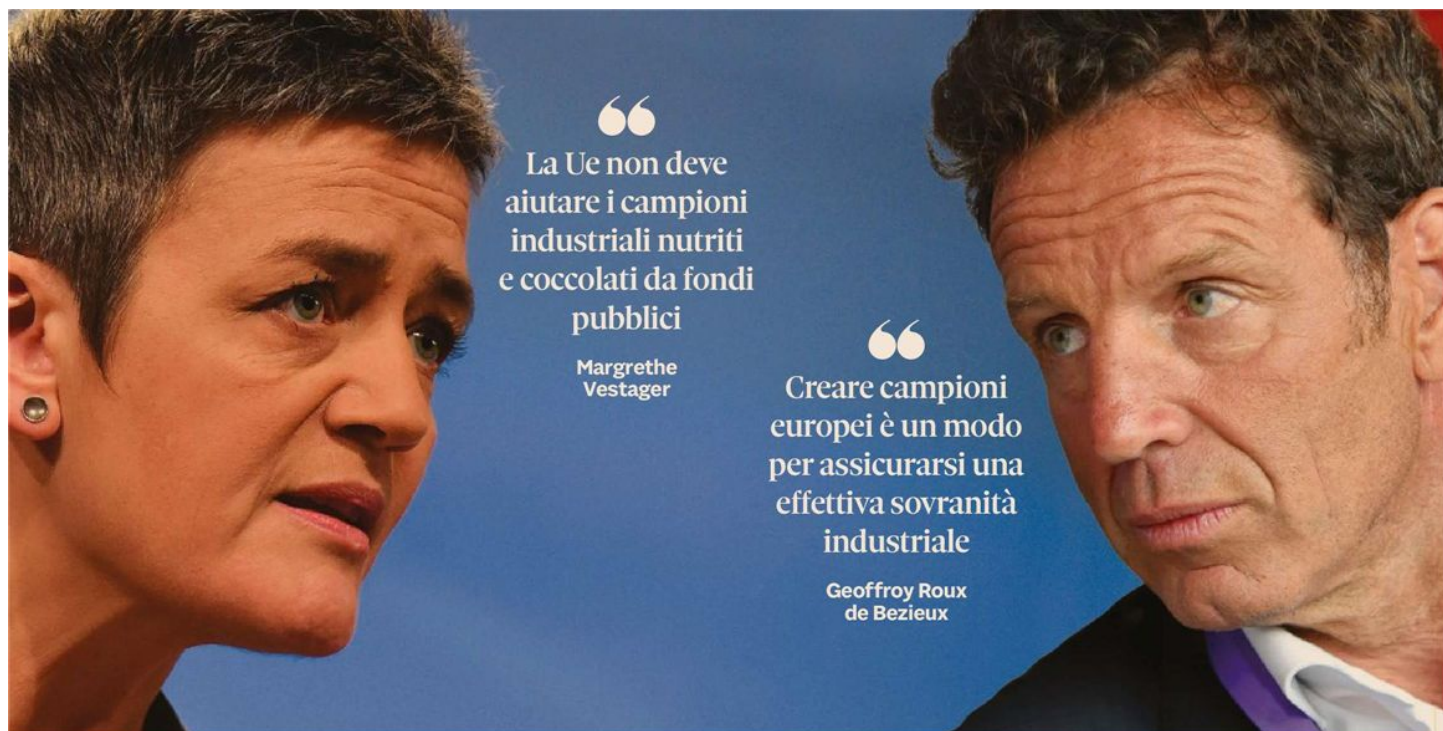 “
La Ue non deve
aiutare i campioni
industriali nutriti
e coccolati da fondi
pubblici
Margrethe
Vestager
“
Creare campioni
europei è un modo
per assicurarsi una
effettiva sovranità
industriale
Geoffroy Roux
de Bezieux